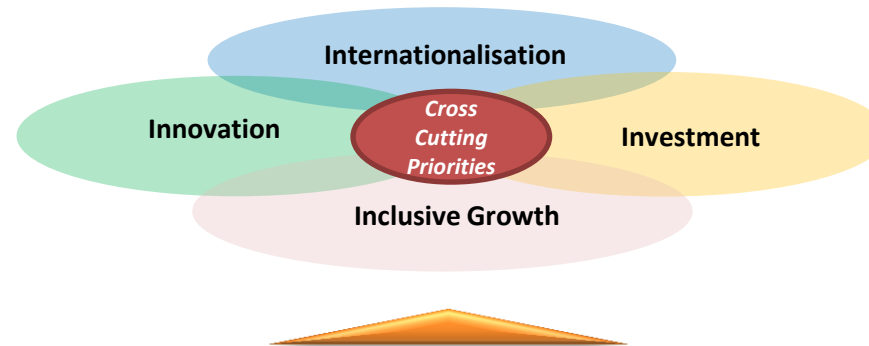 Internationalisation
Innovation
Cross
Cutting
Priorities
Investment
Inclusive Growth